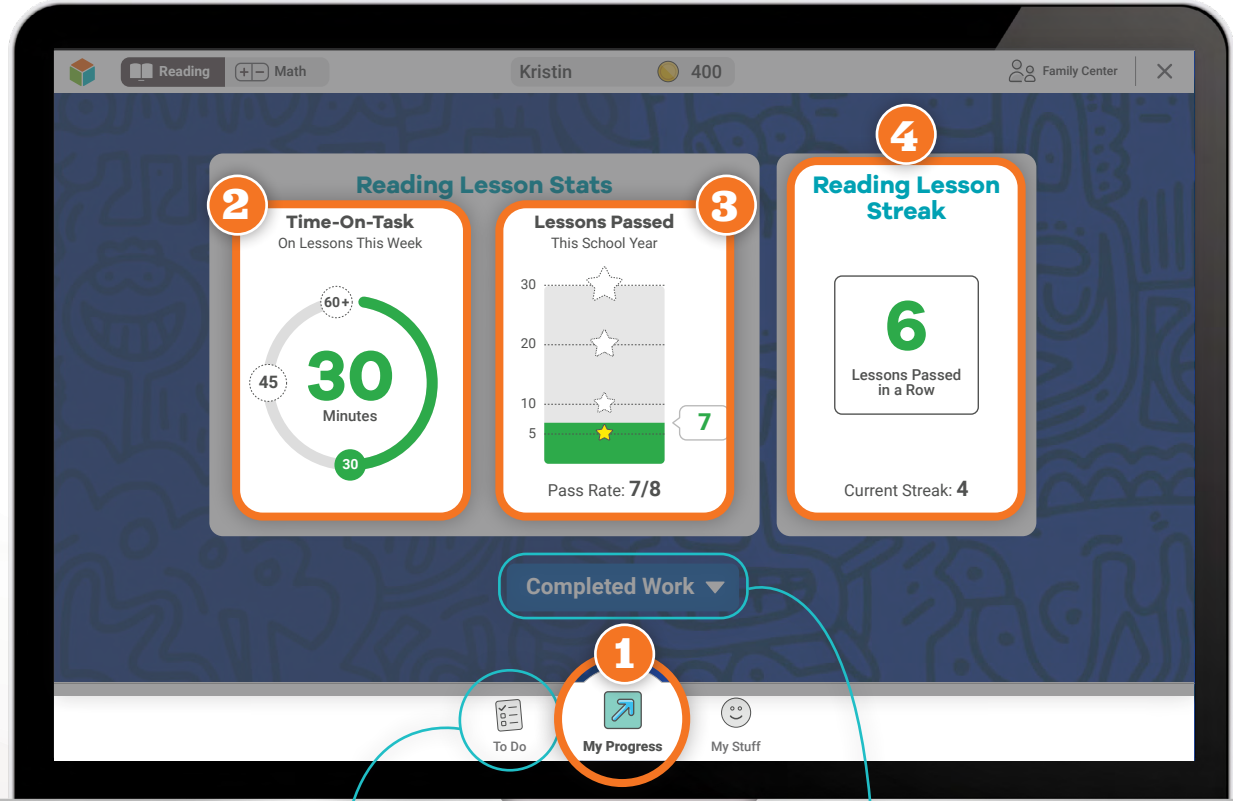 Reading
Math
Kristin
400
Family Center
4
Reading Lesson Stats
2
3
Time-On-Task
On Lessons This Week
60+
45
30
Minutes
30
Lessons Passed
This School Year
30
20
10
5
7
Pass Rate: 7/8
Reading Lesson
Streak
6
Lessons Passed
in a Row
Current Streak: 4
Completed Work
1
To Do
My Progress
My Stuff